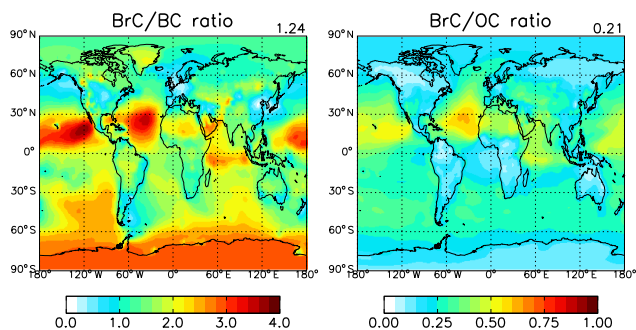 BrC/BC ratio
1.24
90°N
60°N
30°N
0°
30°S
60°S
90°S
180° 120°W 60°W 0° 60°E 120°E 180°
0.0 1.0 2.0 3.0 4.0
BrC/OC ratio
0.21
90°N
60°N
30°N
0°
30°S
60°S
90°S
180° 120°W 60°W 0° 60°E 120°E 180°
0.00 0.25 0.50 0.75 1.00